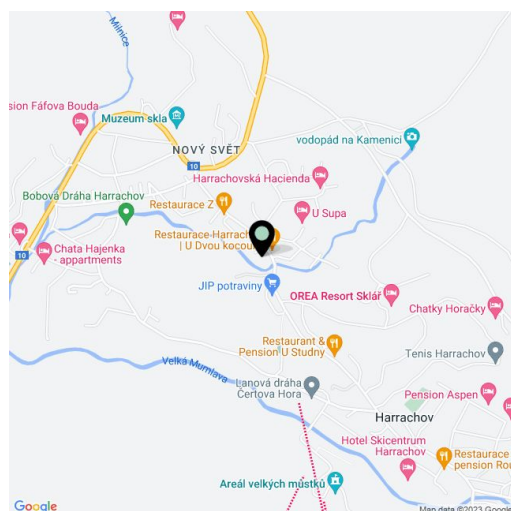 Milnice
sion Fáfova Bouda
Muzeum skla
NOVÝ SVĚT
vodopád na Kamenici
10
Harrachovská Hacienda
Bobová Dráha Harrachov
Restaurace Z
U Supa
Restaurace-Harrach
| U Dvou kocou
10
Chata Hajenka
- appartments
JIP potraviny
OREA Resort Sklář
Chatky Horačky
Restaurant &
Pension U Studny
Tenis Harrachov
Velká Mumlava
Lanová dráha
Čertova Hora
Pension Aspen
Harrachov
Hotel Skicentrum
Harrachov
Restaurace
pension Rou
Areál velkých můstků
Google
Map data ©2023 Google